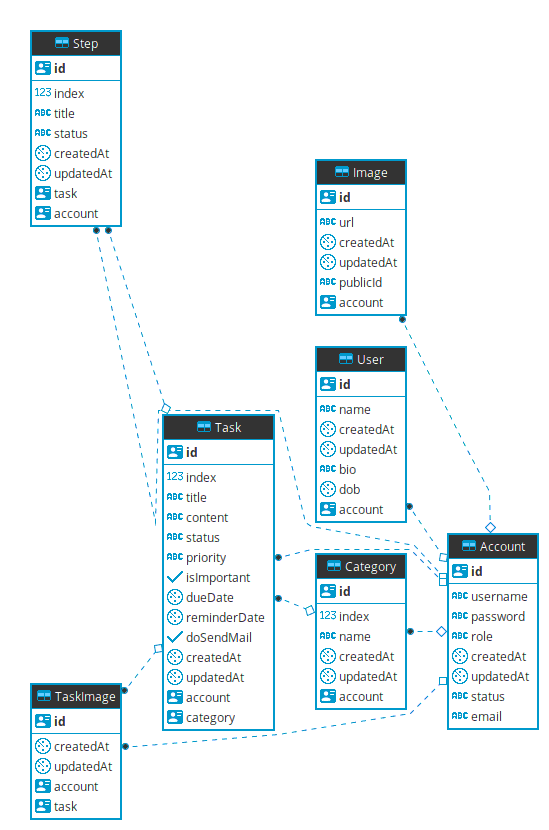 Step
id
123 index
ABC title
ABC status
createdAt
updatedAt
task
account
Image
id
ABC url
createdAt
updatedAt
ABC publicId
account
User
id
ABC name
createdAt
updatedAt
ABC bio
dob
account
Task
id
123 index
ABC title
ABC content
ABC status
ABC priority
isImportant
dueDate
reminderDate
doSendMail
createdAt
updatedAt
account
category
Category
id
123 index
ABC name
createdAt
updatedAt
account
Account
id
ABC username
ABC password
ABC role
createdAt
updatedAt
ABC status
ABC email
TaskImage
id
createdAt
updatedAt
account
task